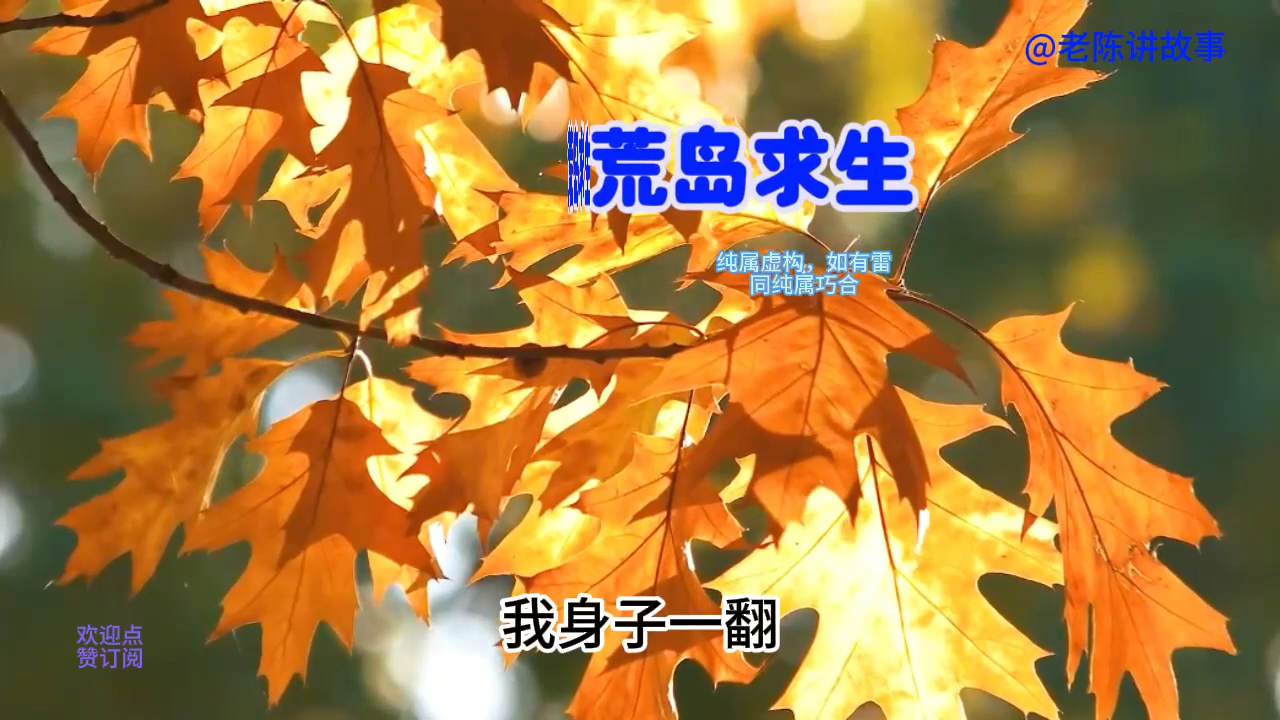 @老陈讲故事
荒岛求生
纯属虚构，如有雷
同纯属巧合
我身子一翻
欢迎点
赞订阅